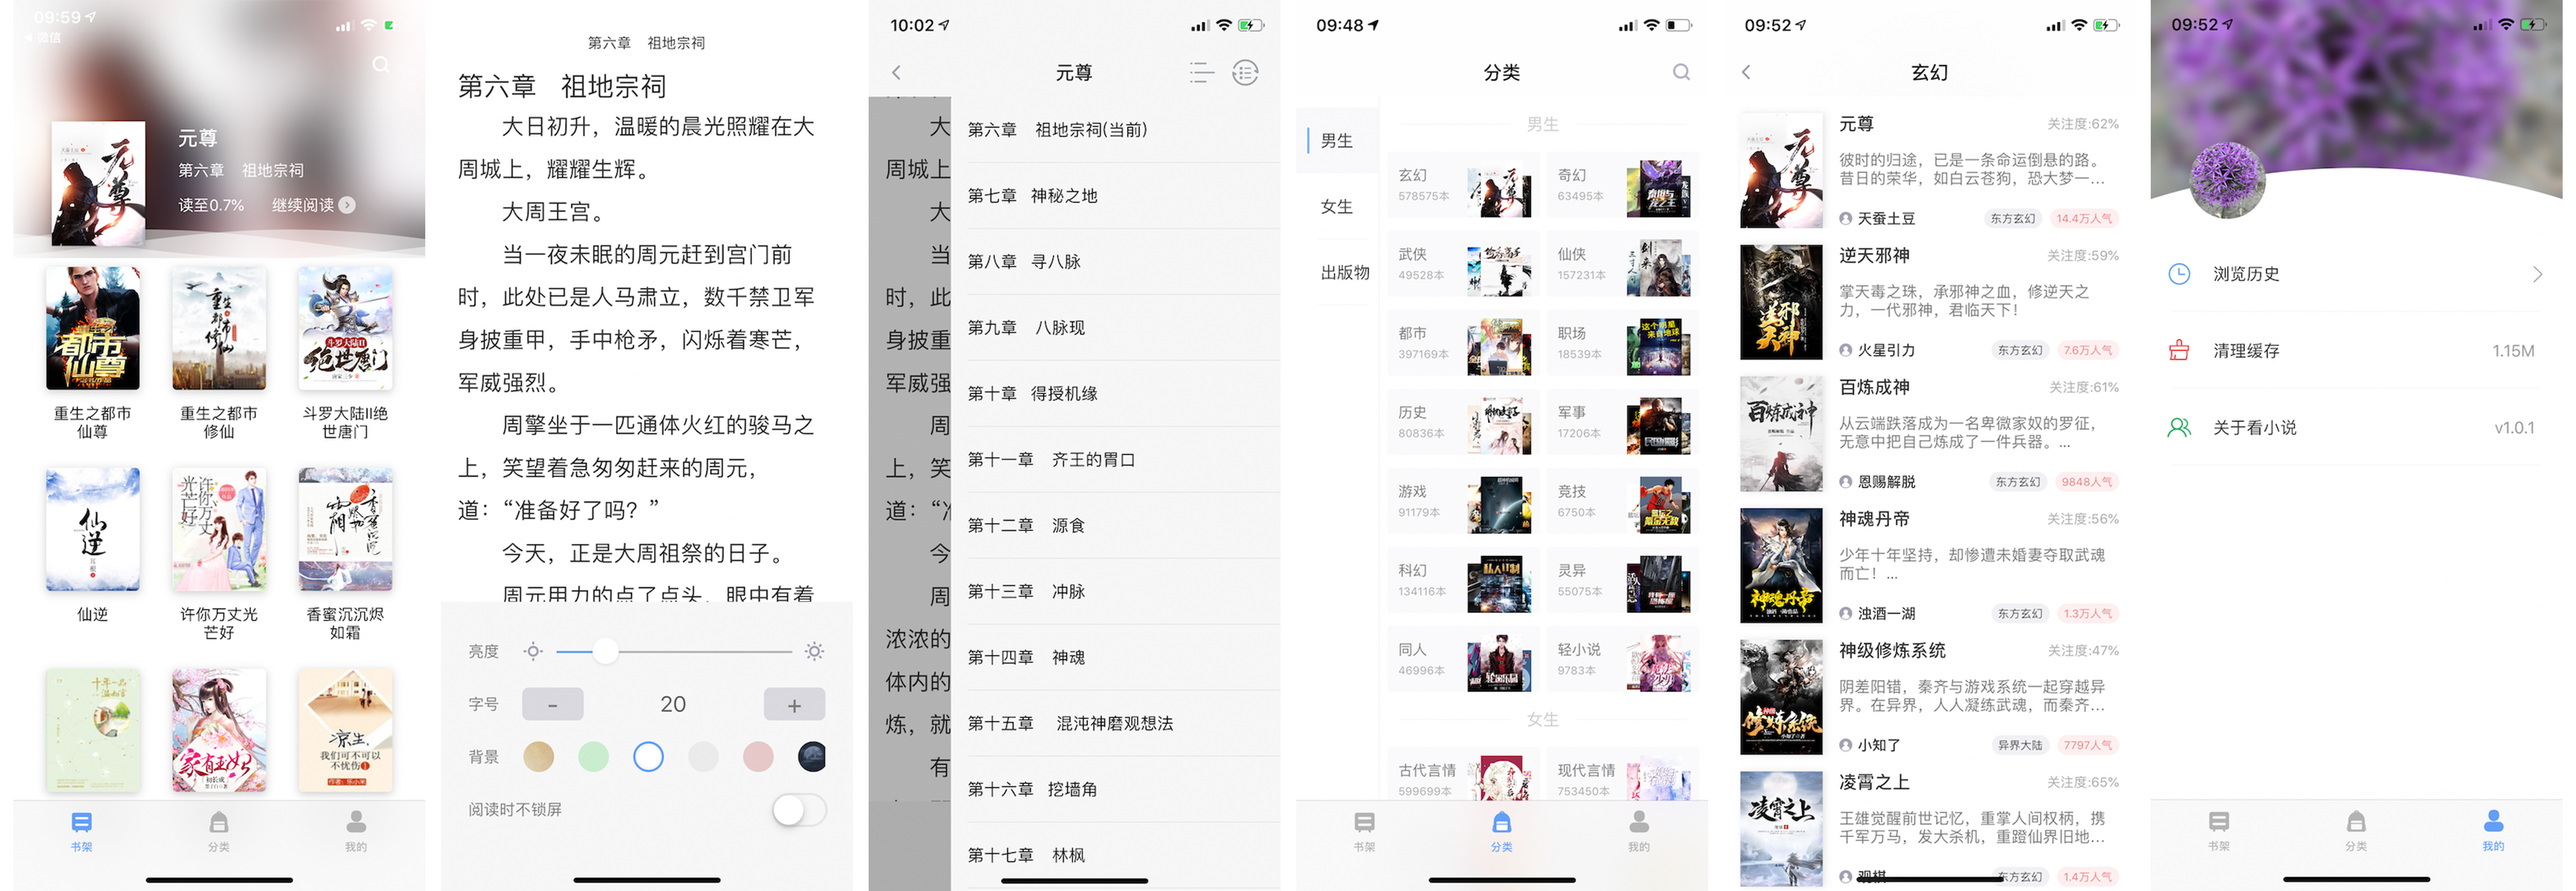 09:59
微信
元尊
第六章 祖地宗祠
读至0.7% 继续阅读
重生之都市
仙尊
重生之都市
修仙
斗罗大陆II绝
世唐门
仙逆
许你万丈光
芒好
香蜜沉沉烬
如霜
书架
分类
我的
第六章 祖地宗祠
第六章 祖地宗祠
大日初升，温暖的晨光照耀在大
周城上，耀耀生辉。
大周王宫。
当一夜未眠的周元赶到宫门前
时，此处已是人马肃立，数千禁卫军
身披重甲，手中枪矛，闪烁着寒芒，
军威强烈。
周擎坐于一匹通体火红的骏马之
上，笑望着急匆匆赶来的周元，
道：“准备好了吗？”
今天，正是大周祖祭的日子。
周元用力的点了点头，眼中有着
亮度
字号
-
20
+
背景
阅读时不锁屏
10:02
元尊
大
周城上
大
当
时，此
身披重
军威强
周
上，笑
道：“
今
周
浓浓的
体内的
炼，就
有
第六章 祖地宗祠(当前)
第七章 神秘之地
第八章 寻八脉
第九章 八脉现
第十章 得授机缘
第十一章 齐王的胃口
第十二章 源食
第十三章 冲脉
第十四章 神魂
第十五章 混沌神磨观想法
第十六章 挖墙角
第十七章 林枫
09:48
分类
男生
女生
出版物
男生
玄幻
578575本
奇幻
63495本
武侠
49528本
仙侠
157231本
都市
397169本
职场
18539本
历史
80836本
军事
17206本
游戏
91179本
竞技
6750本
科幻
134116本
灵异
55075本
同人
46996本
轻小说
9783本
女生
古代言情
599699本
现代言情
753450本
书架
分类
我的
09:52
玄幻
元尊
关注度:62%
彼时的归途，已是一条命运倒悬的路。
昔日的荣华，如白云苍狗，恐大梦一...
天蚕土豆
东方玄幻
14.4万人气
逆天邪神
关注度:59%
掌天毒之珠，承邪神之血，修逆天之
力，一代邪神，君临天下！
火星引力
东方玄幻
7.6万人气
百炼成神
关注度:61%
从云端跌落成为一名卑微家奴的罗征，
无意中把自己炼成了一件兵器。...
恩赐解脱
东方玄幻
9848人气
神魂丹帝
关注度:56%
少年十年坚持，却惨遭未婚妻夺取武魂
而亡！...
浊酒一湖
东方玄幻
1.3万人气
神级修炼系统
关注度:47%
阴差阳错，秦齐与游戏系统一起穿越异
界。在异界，人人凝练武魂，而秦齐...
小知了
异界大陆
7797人气
凌霄之上
关注度:65%
王雄觉醒前世记忆，重掌人间权柄，携
千军万马，发大杀机，重蹬仙界旧地...
观棋
东方玄幻
1.4万人气
09:52
浏览历史
清理缓存
1.15M
关于看小说
v1.0.1
书架
分类
我的